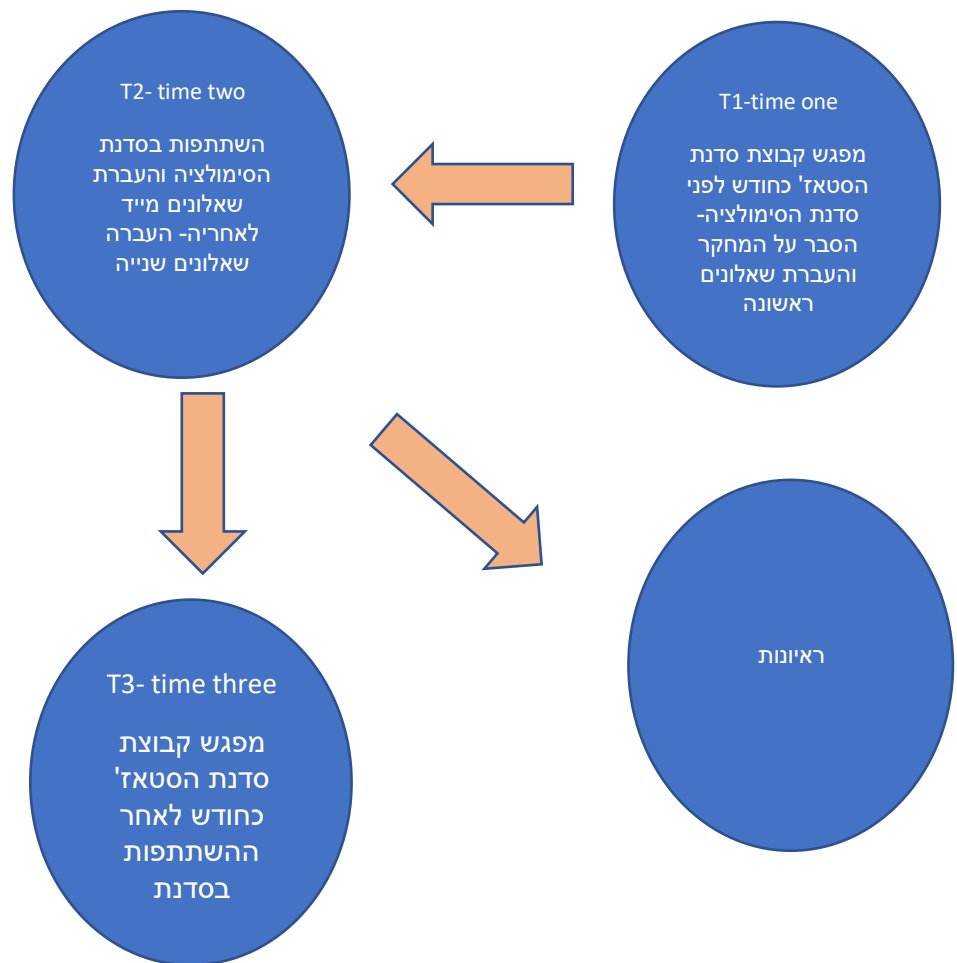 T1-time one
מפגש קבוצת סדנת
הסטאז' כחודש לפני
סדנת הסימולציה-
הסבר על המחקר
והעברת שאלונים
ראשונה
T2- time two
השתתפות בסדנת
הסימולציה והעברת
שאלונים מייד
לאחריה- העברה
שאלונים שנייה
T3- time three
מפגש קבוצת
סדנת הסטאז'
כחודש לאחר
ההשתתפות
בסדנת
ראיונות